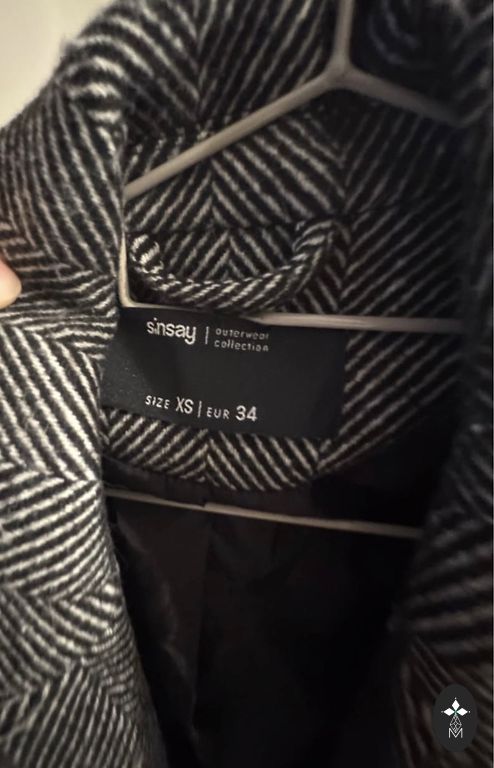 sinsay | outerwear
collection
SIZE XS | EUR 34
M